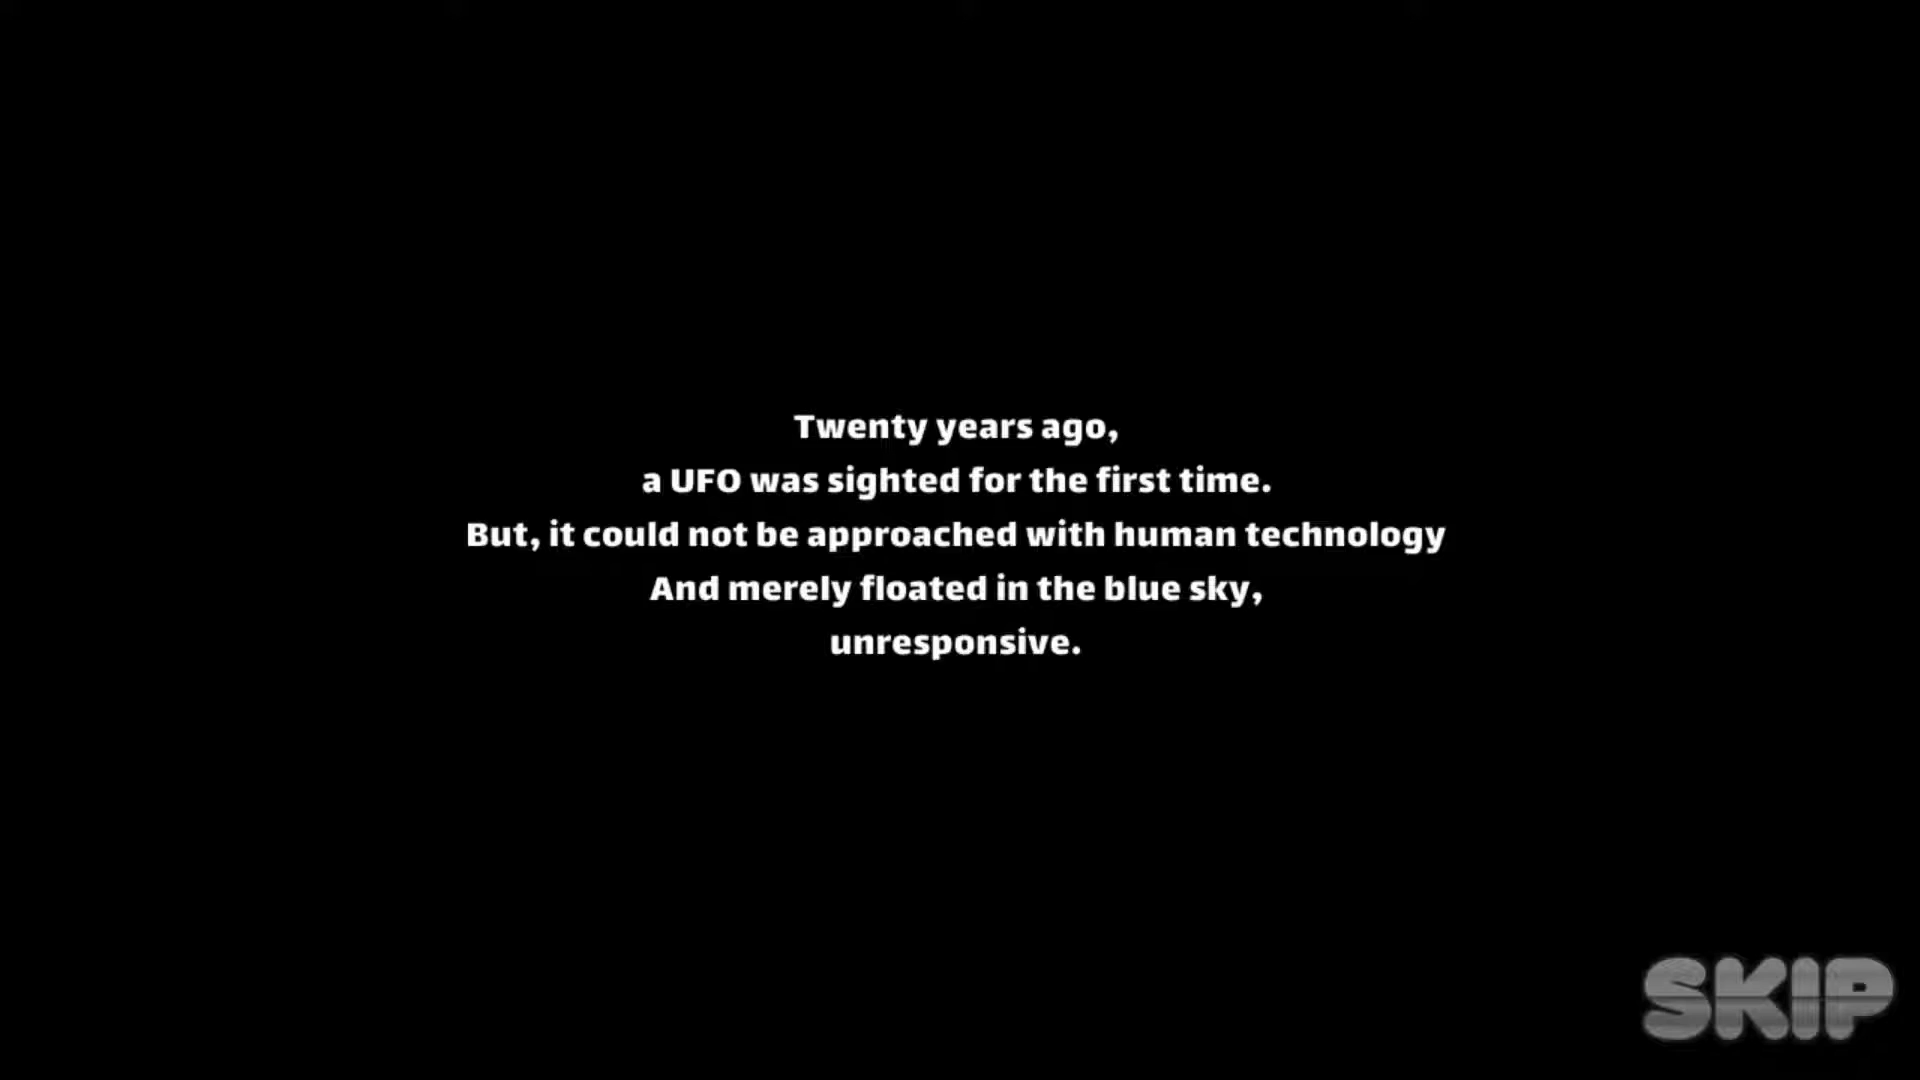 Twenty years ago,
a UFO was sighted for the first time.
But, it could not be approached with human technology
And merely floated in the blue sky,
unresponsive.
SKIP